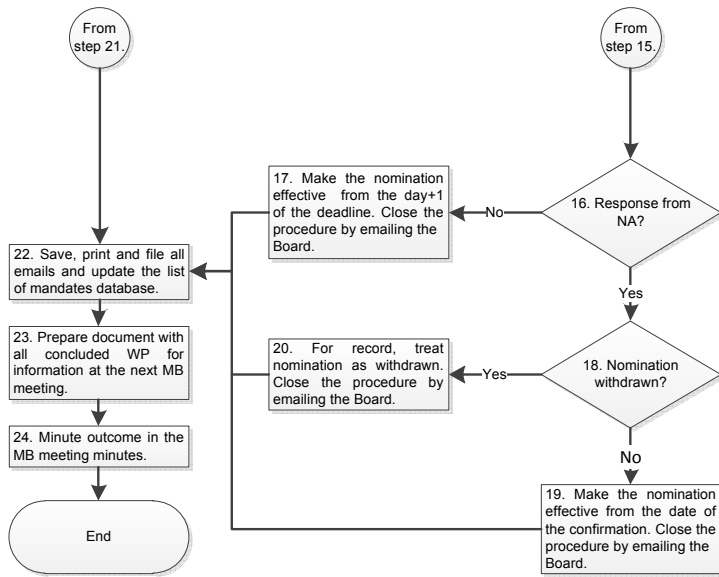 From
step 21.
From
step 15.
17. Make the nomination
effective from the day+1
of the deadline. Close the
procedure by emailing the
Board.
No
16. Response from
NA?
22. Save, print and file all
emails and update the list
of mandates database.
Yes
23. Prepare document with
all concluded WP for
information at the next MB
meeting.
20. For record, treat
nomination as withdrawn.
Close the procedure by
emailing the Board.
Yes
18. Nomination
withdrawn?
24. Minute outcome in the
MB meeting minutes.
No
End
19. Make the nomination
effective from the date of
the confirmation. Close the
procedure by emailing the
Board.